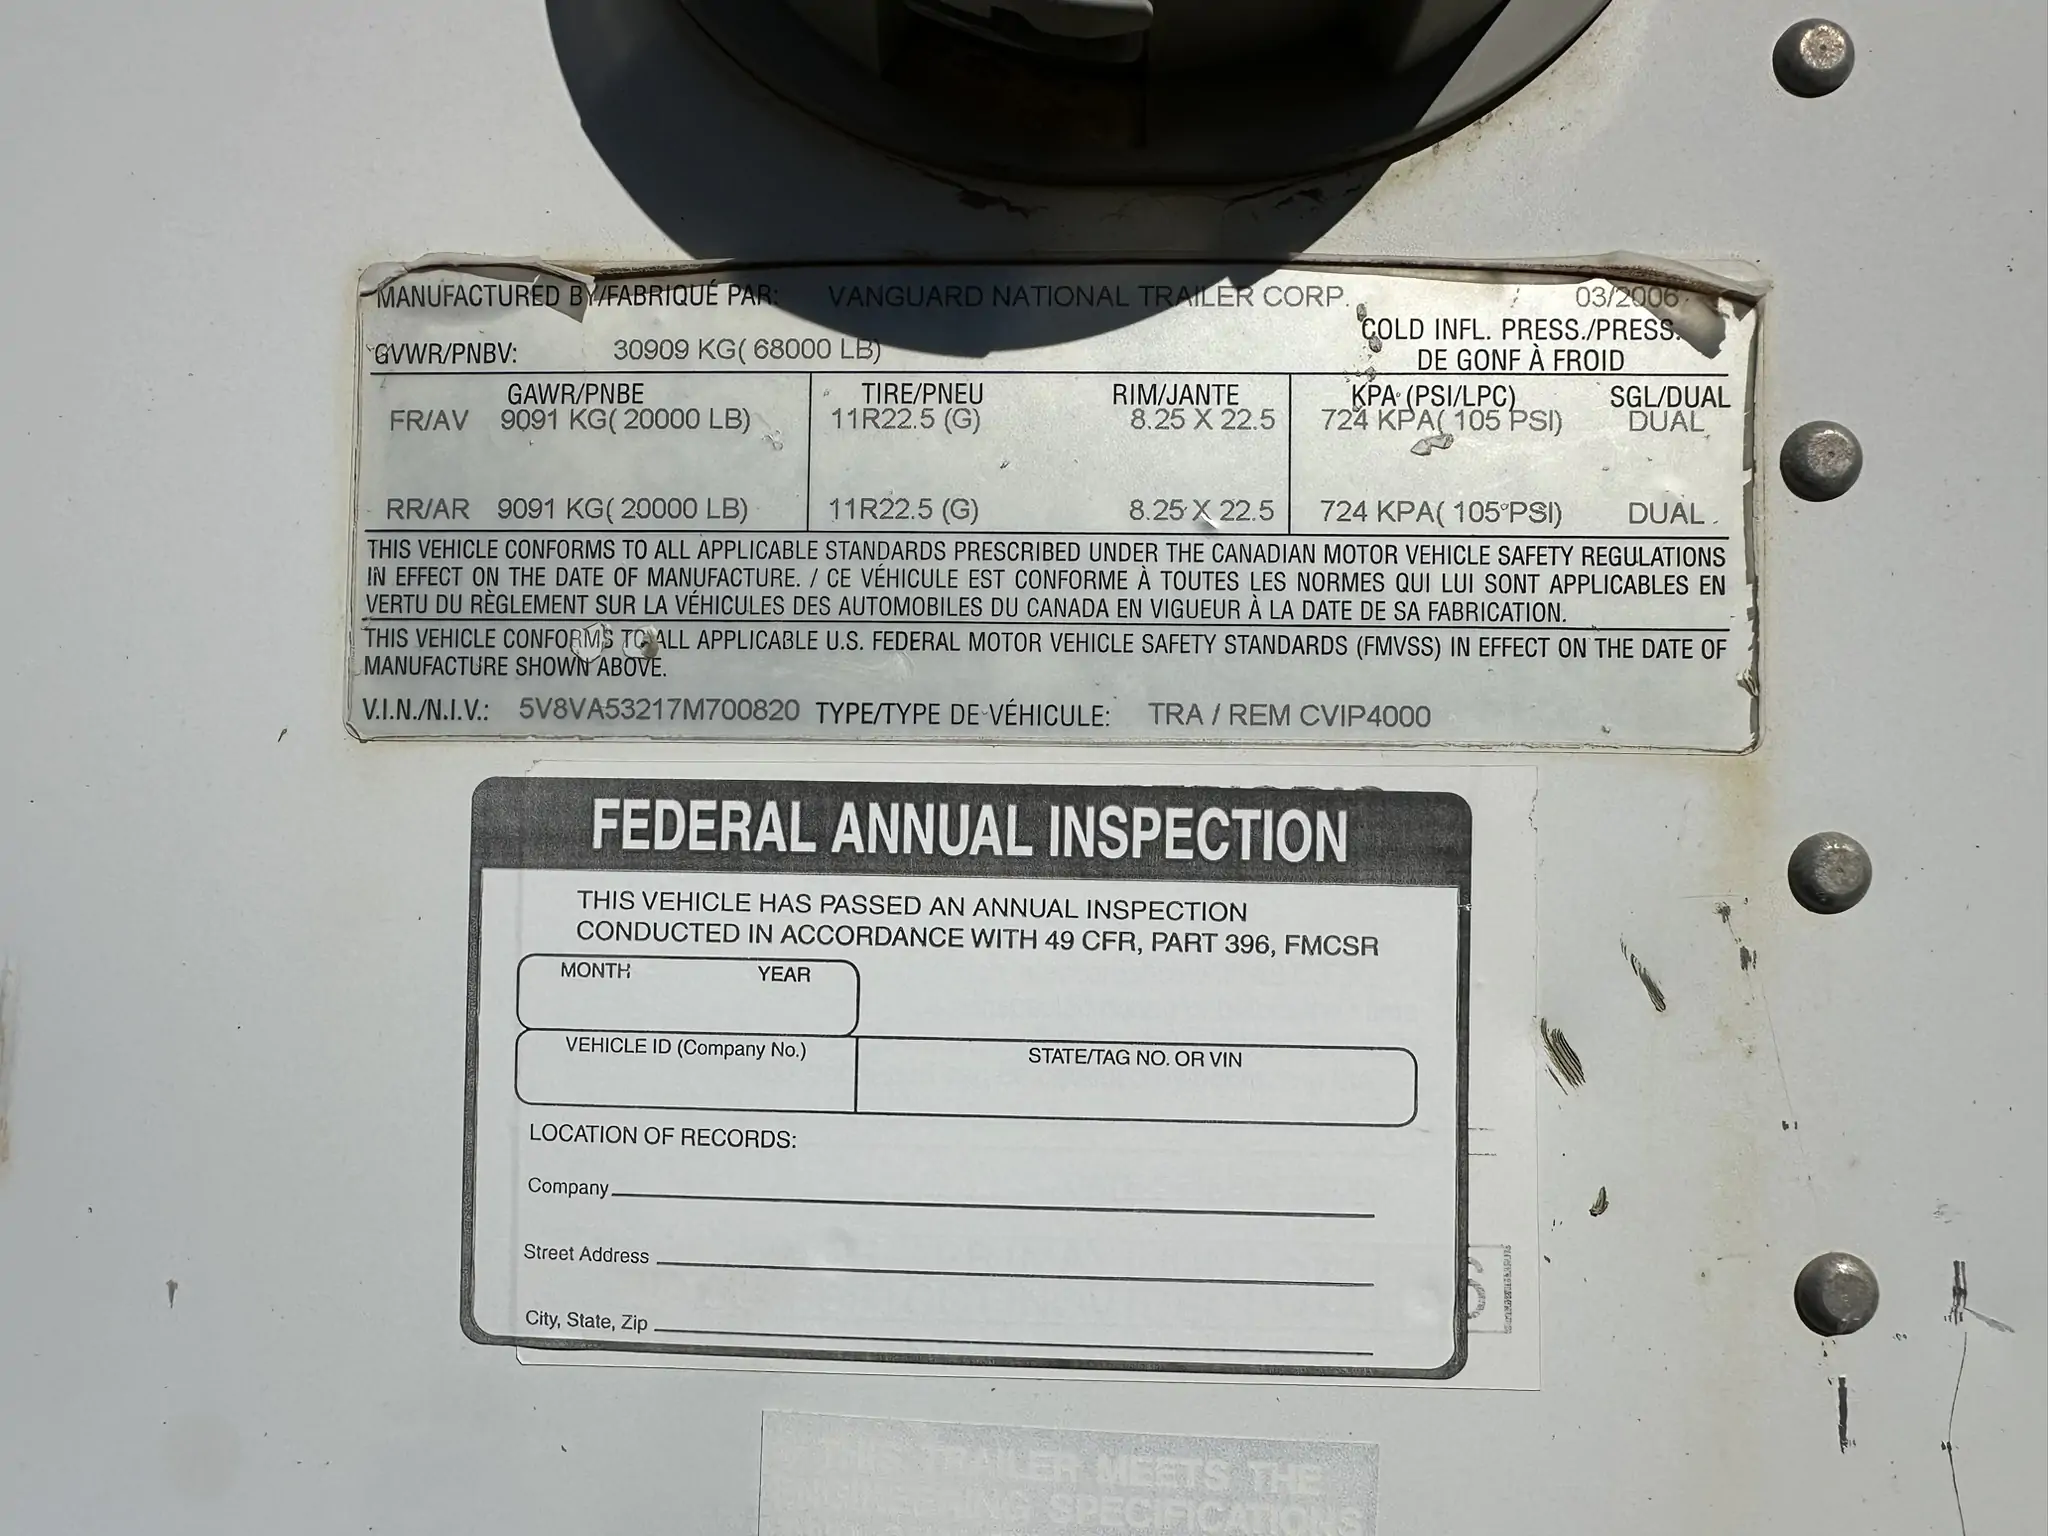 MANUFACTURED BY/FABRIQUÉ PAR: VANGUARD NATIONAL TRAILER CORP. 03/2006
GVWR/PNBV: 30909 KG( 68000 LB)
COLD INFL. PRESS./PRESS.
DE GONF À FROID
GAWR/PNBE TIRE/PNEU RIM/JANTE KPA (PSI/LPC) SGL/DUAL
FR/AV 9091 KG( 20000 LB) 11R22.5 (G) 8.25 X 22.5 724 KPA( 105 PSI) DUAL
RR/AR 9091 KG( 20000 LB) 11R22.5 (G) 8.25 X 22.5 724 KPA( 105 PSI) DUAL
THIS VEHICLE CONFORMS TO ALL APPLICABLE STANDARDS PRESCRIBED UNDER THE CANADIAN MOTOR VEHICLE SAFETY REGULATIONS
IN EFFECT ON THE DATE OF MANUFACTURE. / CE VÉHICULE EST CONFORME À TOUTES LES NORMES QUI LUI SONT APPLICABLES EN
VERTU DU RÈGLEMENT SUR LA VÉHICULES DES AUTOMOBILES DU CANADA EN VIGUEUR À LA DATE DE SA FABRICATION.
THIS VEHICLE CONFORMS TO ALL APPLICABLE U.S. FEDERAL MOTOR VEHICLE SAFETY STANDARDS (FMVSS) IN EFFECT ON THE DATE OF
MANUFACTURE SHOWN ABOVE.
V.I.N./N.I.V.: 5V8VA53217M700820 TYPE/TYPE DE VÉHICULE: TRA / REM CVIP4000
FEDERAL ANNUAL INSPECTION
THIS VEHICLE HAS PASSED AN ANNUAL INSPECTION
CONDUCTED IN ACCORDANCE WITH 49 CFR, PART 396, FMCSR
MONTH YEAR
VEHICLE ID (Company No.) STATE/TAG NO. OR VIN
LOCATION OF RECORDS:
Company
Street Address
City, State, Zip
THIS TRAILER MEETS THE
ENGINEERING SPECIFICATIONS